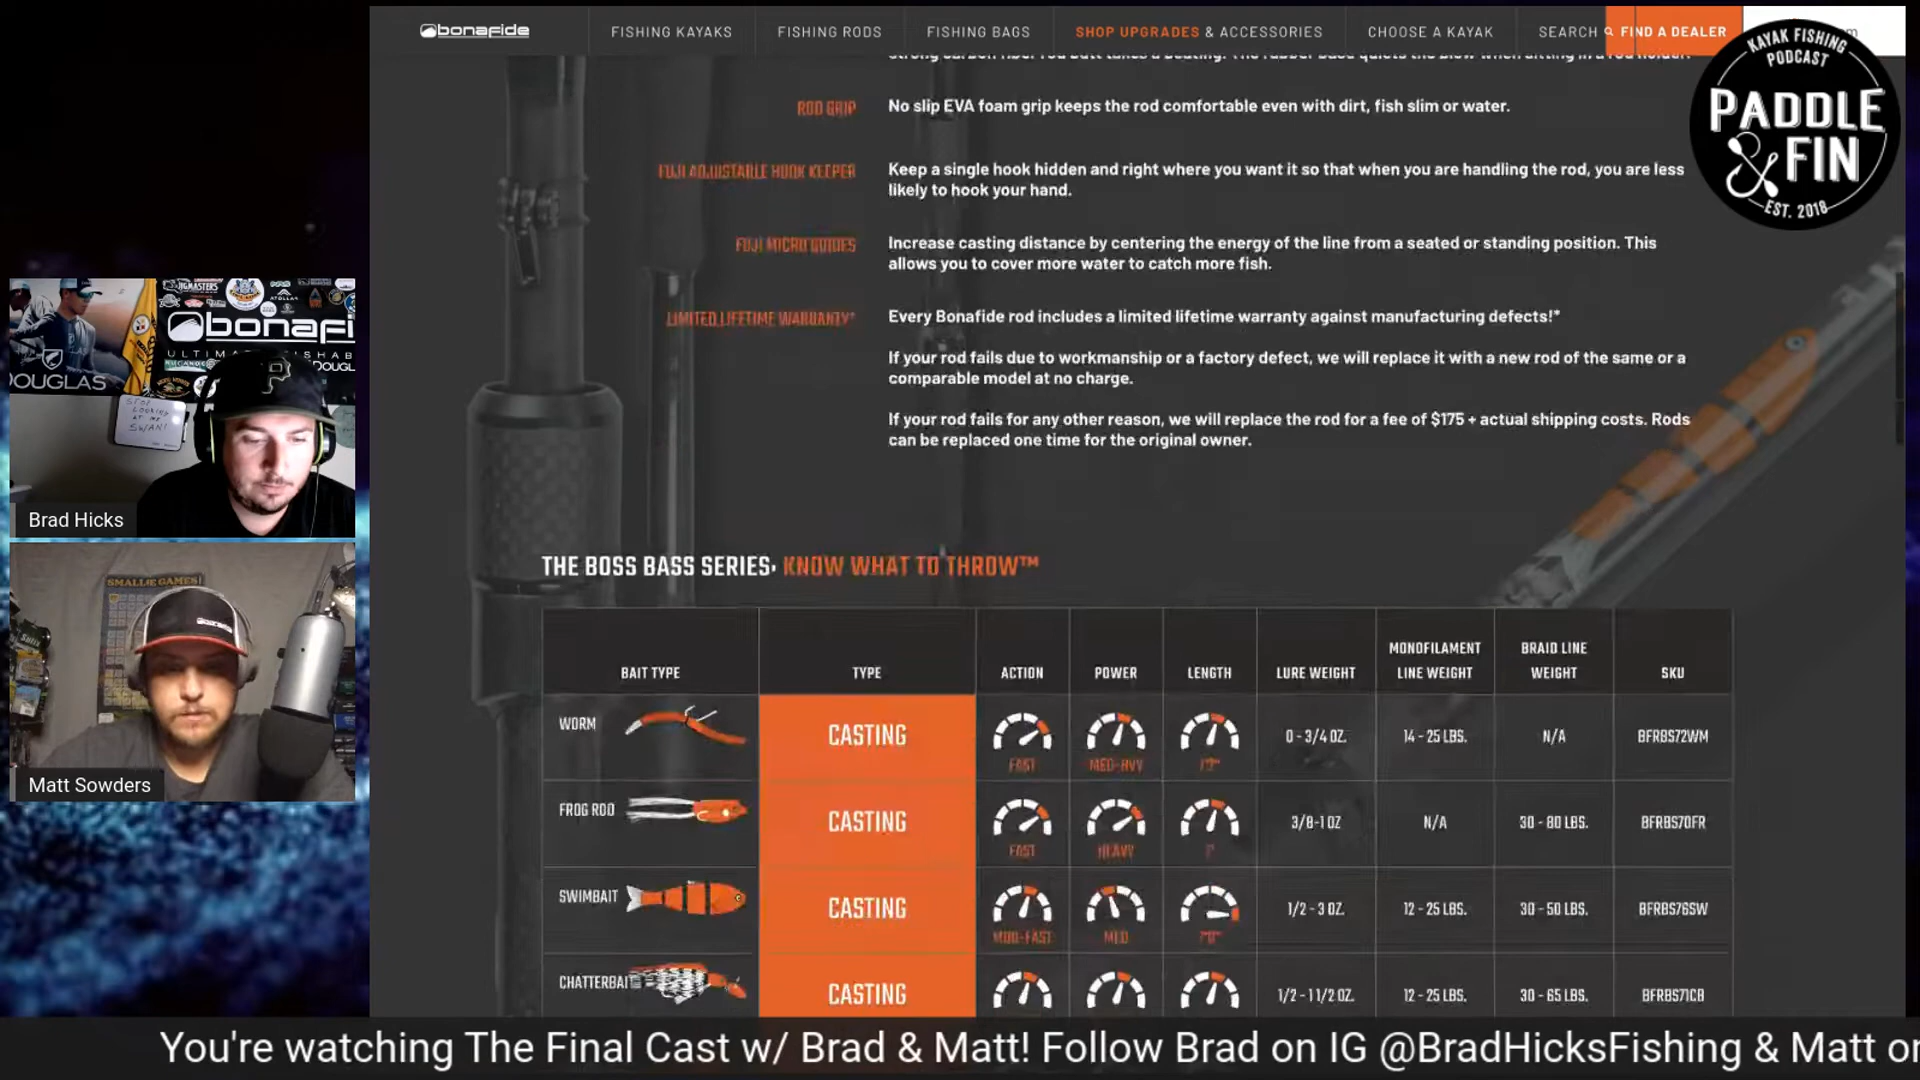 bonafide
FISHING KAYAKS
FISHING RODS
FISHING BAGS
SHOP UPGRADES & ACCESSORIES
CHOOSE A KAYAK
SEARCH
FIND A DEALER
KAYAK FISHING
PODCAST
PADDLE
& FIN
EST. 2018
ROD GRIP
No slip EVA foam grip keeps the rod comfortable even with dirt, fish slim or water.
FUJI ADJUSTABLE HOOK KEEPER
Keep a single hook hidden and right where you want it so that when you are handling the rod, you are less
likely to hook your hand.
FUJI MICRO GUIDES
Increase casting distance by centering the energy of the line from a seated or standing position. This
allows you to cover more water to catch more fish.
LIMITED LIFETIME WARRANTY*
Every Bonafide rod includes a limited lifetime warranty against manufacturing defects!*
If your rod fails due to workmanship or a factory defect, we will replace it with a new rod of the same or a
comparable model at no charge.
If your rod fails for any other reason, we will replace the rod for a fee of $175 + actual shipping costs. Rods
can be replaced one time for the original owner.
JIGMASTERS
bonafi
DOUGLAS
STOP
LOOKING
AT ME
SWAN!
Brad Hicks
SMALLIE GAMES!
bonafide
Matt Sowders
THE BOSS BASS SERIES: KNOW WHAT TO THROW™
BAIT TYPE
TYPE
ACTION
POWER
LENGTH
LURE WEIGHT
MONOFILAMENT
LINE WEIGHT
BRAID LINE
WEIGHT
SKU
WORM
CASTING
FAST
MED-HVY
0 - 3/4 OZ.
14 - 25 LBS.
N/A
BFRBS72WM
FROG ROD
CASTING
FAST
HEAVY
3/8-1 OZ
N/A
30 - 80 LBS.
BFRBS70FR
SWIMBAIT
CASTING
MOD-FAST
MED
7'6"
1/2 - 3 OZ.
12 - 25 LBS.
30 - 50 LBS.
BFRBS76SW
CHATTERBAIT
CASTING
1/2 - 1 1/2 OZ.
12 - 25 LBS.
30 - 65 LBS.
BFRBS71CB
You're watching The Final Cast w/ Brad & Matt! Follow Brad on IG @BradHicksFishing & Matt on